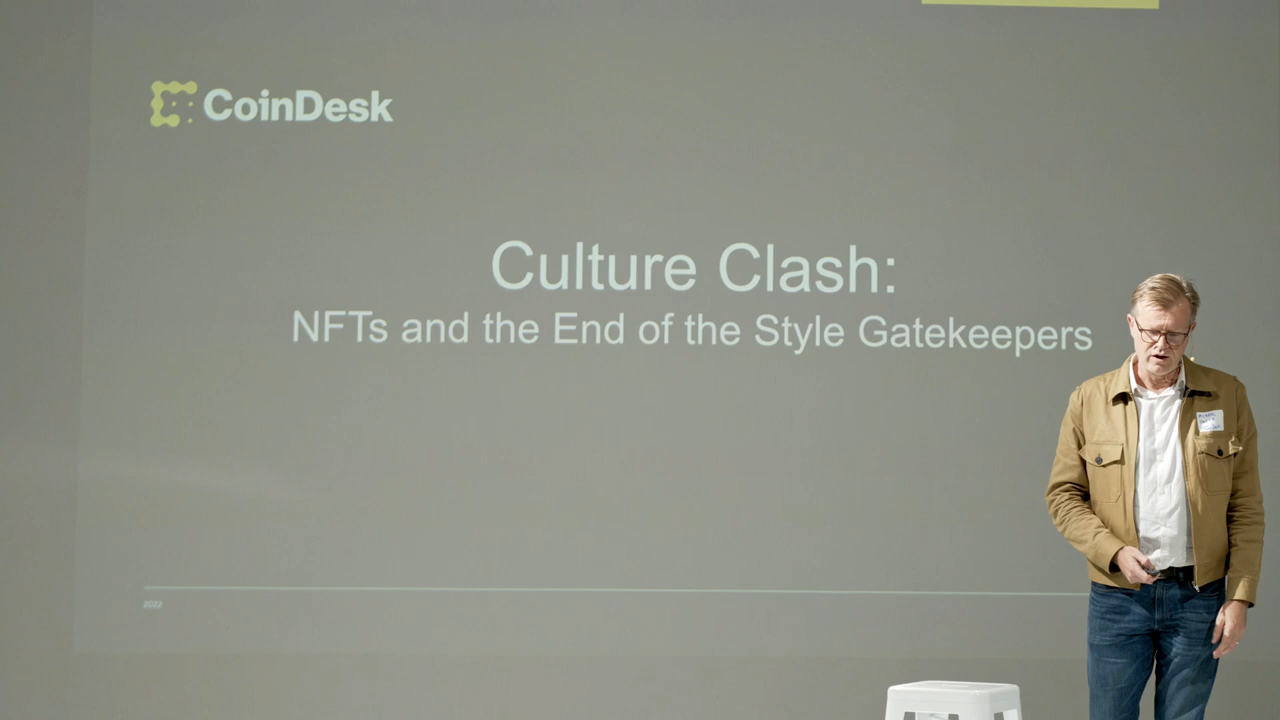 CoinDesk
Culture Clash:
NFTs and the End of the Style Gatekeepers
2022